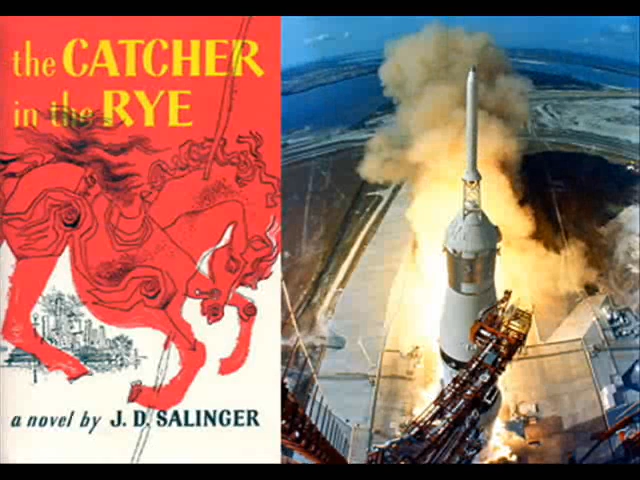 the CATCHER
in the RYE
a novel by J. D. SALINGER